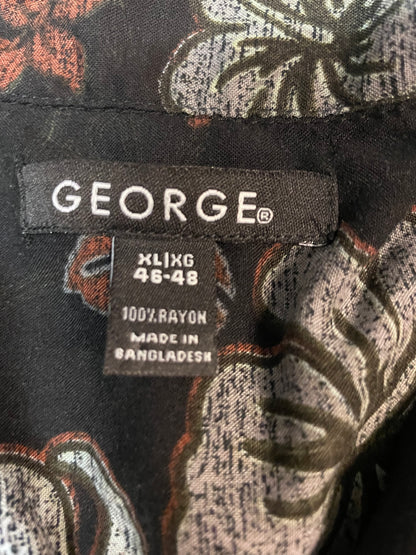 GEORGE®
XL|XG
46-48
100% RAYON
MADE IN
BANGLADESH